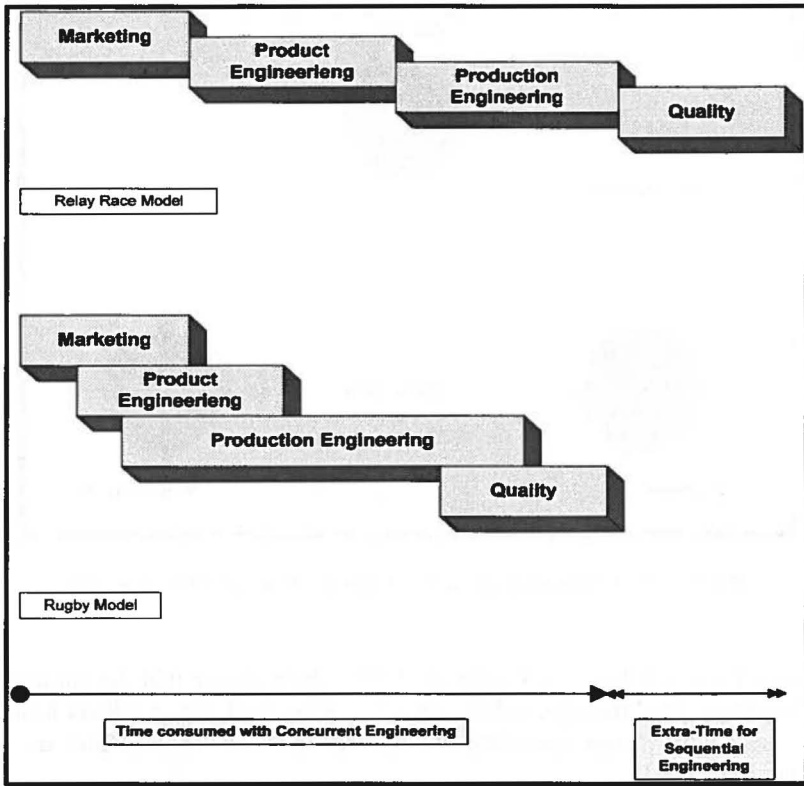 Marketing
Product
Engineerieng
Production
Engineering
Quality
Relay Race Model
Marketing
Product
Engineerieng
Production Engineering
Quality
Rugby Model
Time consumed with Concurrent Engineering
Extra-Time for
Sequential
Engineering